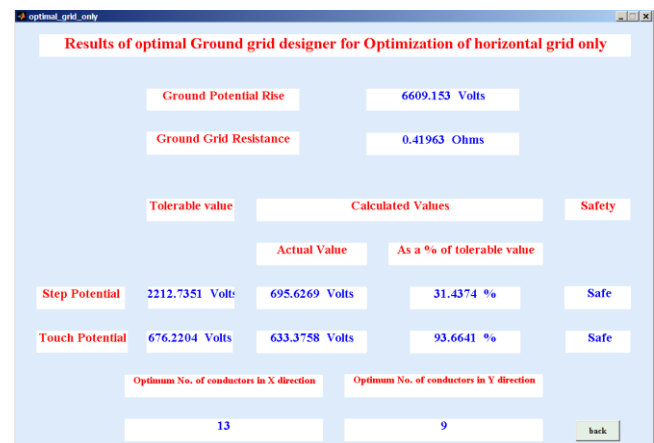 optimal_grid_only
Results of optimal Ground grid designer for Optimization of horizontal grid only
Ground Potential Rise 6609.153 Volts
Ground Grid Resistance 0.41963 Ohms
Tolerable value Calculated Values Safety
Actual Value As a % of tolerable value
Step Potential 2212.7351 Volts 695.6269 Volts 31.4374 % Safe
Touch Potential 676.2204 Volts 633.3758 Volts 93.6641 % Safe
Optimum No. of conductors in X direction Optimum No. of conductors in Y direction
13 9
back